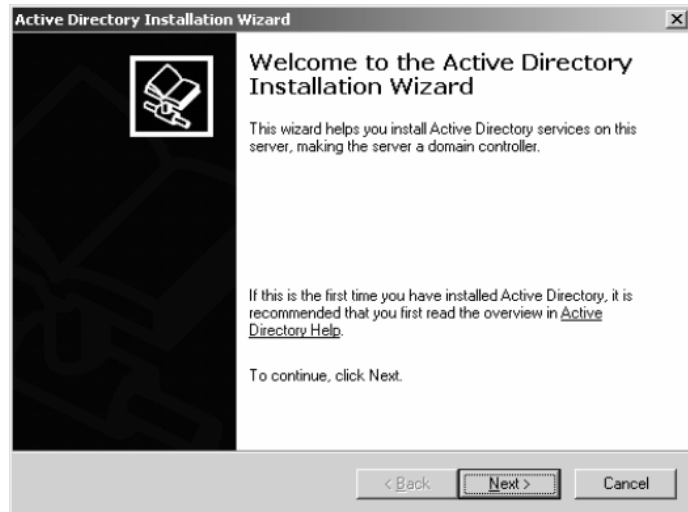 Active Directory Installation Wizard
Welcome to the Active Directory
Installation Wizard
This wizard helps you install Active Directory services on this
server, making the server a domain controller.
If this is the first time you have installed Active Directory, it is
recommended that you first read the overview in Active
Directory Help.
To continue, click Next.
< Back Next > Cancel